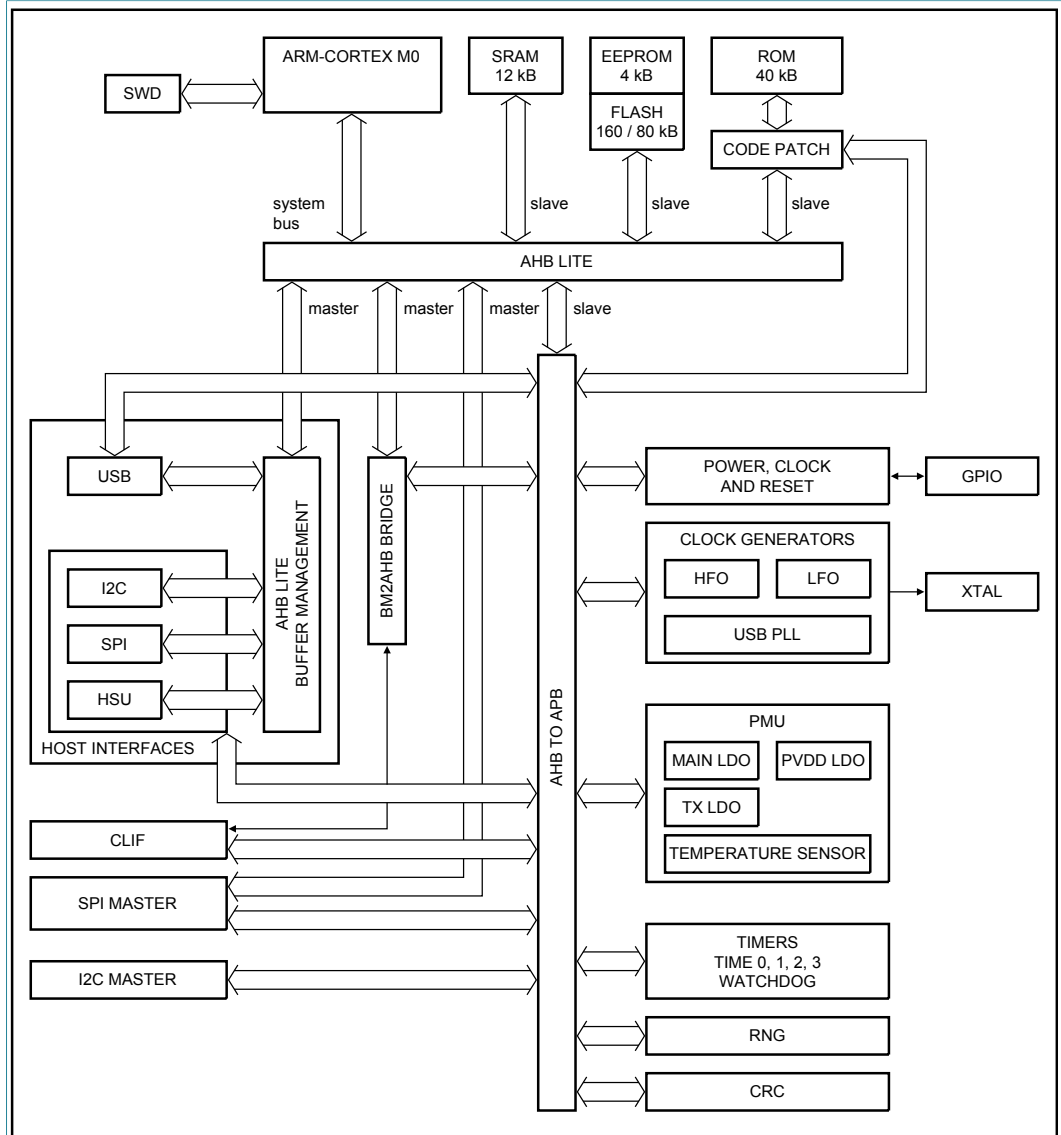 ARM-CORTEX M0
SRAM
12 kB
EEPROM
4 kB
ROM
40 kB
SWD
FLASH
160 / 80 kB
CODE PATCH
system
bus
slave
slave
slave
AHB LITE
master
master
master
slave
USB
AHB LITE
BUFFER MANAGEMENT
BM2AHB BRIDGE
POWER, CLOCK
AND RESET
GPIO
CLOCK GENERATORS
HFO
LFO
USB PLL
XTAL
I2C
SPI
HSU
HOST INTERFACES
AHB TO APB
PMU
MAIN LDO
PVDD LDO
TX LDO
TEMPERATURE SENSOR
CLIF
SPI MASTER
I2C MASTER
TIMERS
TIME 0, 1, 2, 3
WATCHDOG
RNG
CRC